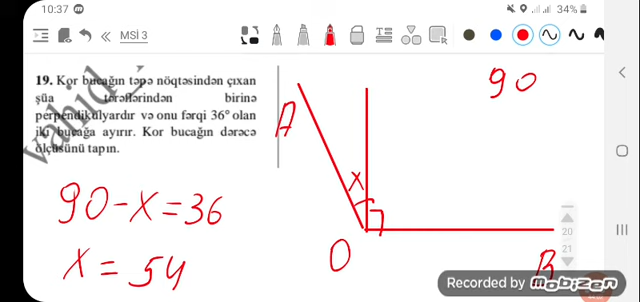 10:37
34%
MSİ 3
19. Kor bucağın təpə nöqtəsindən çıxan
şüa tərəflərindən birinə
perpendikulyardır və onu fərqi 36° olan
iki bucağa ayırır. Kor bucağın dərəcə
ölçüsünü tapın.
vahid
90
A
X
90-x=36
x = 54
O
B
20
21
Recorded by
mobizen